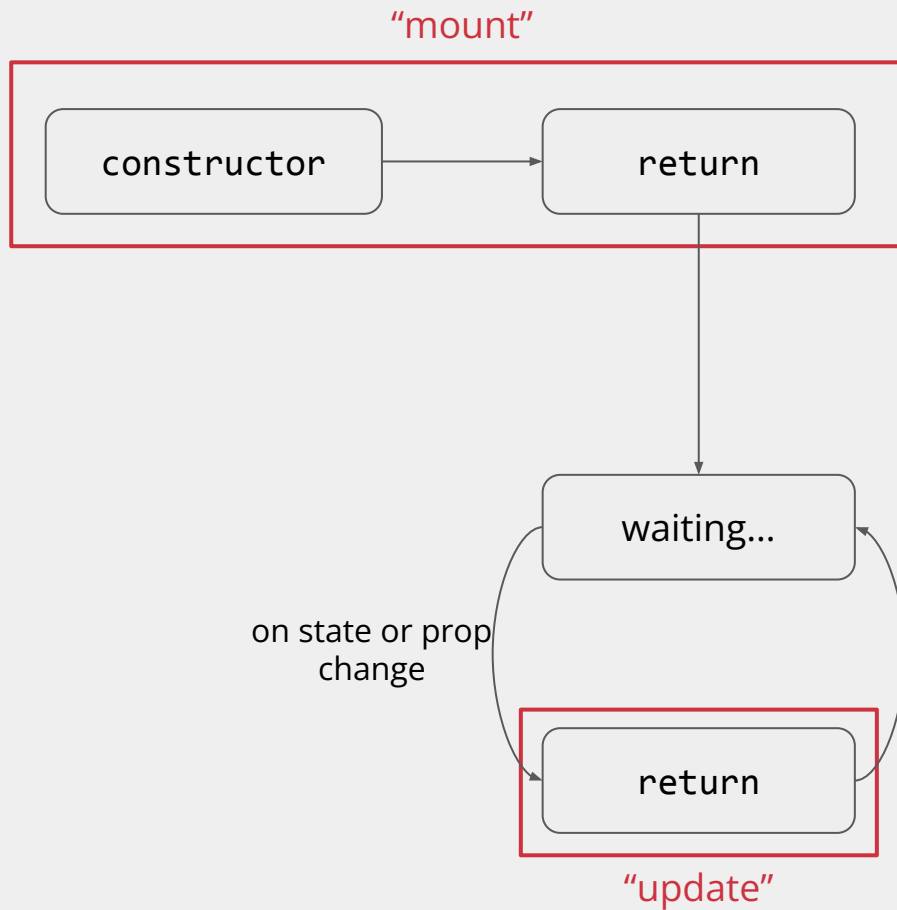 “mount”
constructor
return
waiting...
on state or prop
change
return
“update”